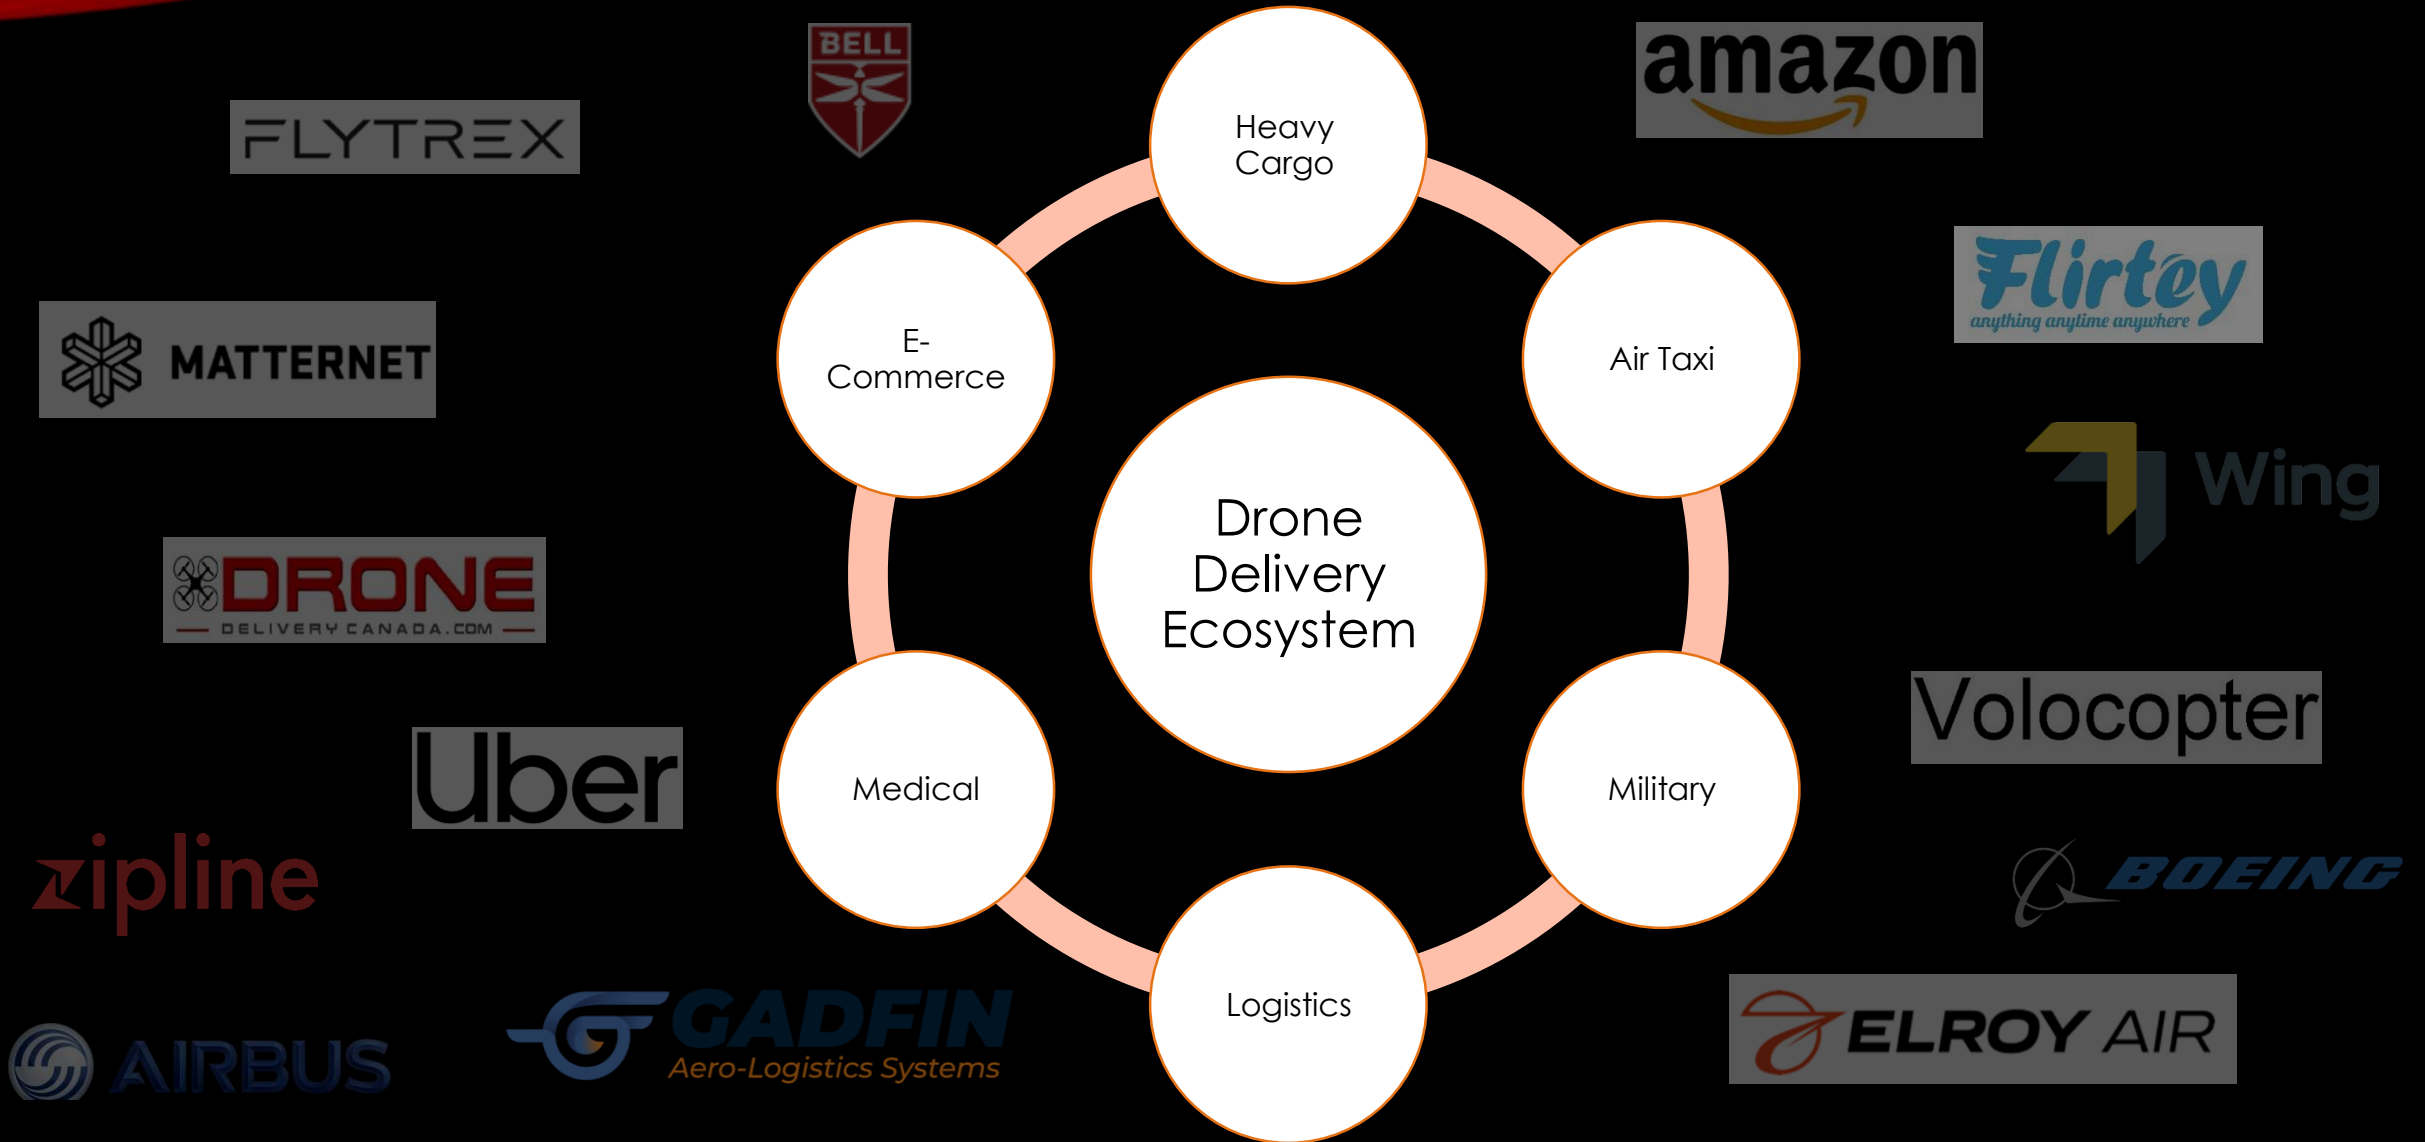 BELL
amazon
FLYTREX
Heavy
Cargo
Flirtey
anything anytime anywhere
MATTERNET
E-
Commerce
Air Taxi
Wing
Drone
Delivery
Ecosystem
DRONE
DELIVERY CANADA.COM
Uber
Medical
Military
Volocopter
zipline
BOEING
Logistics
GADFIN
Aero-Logistics Systems
AIRBUS
ELROY AIR